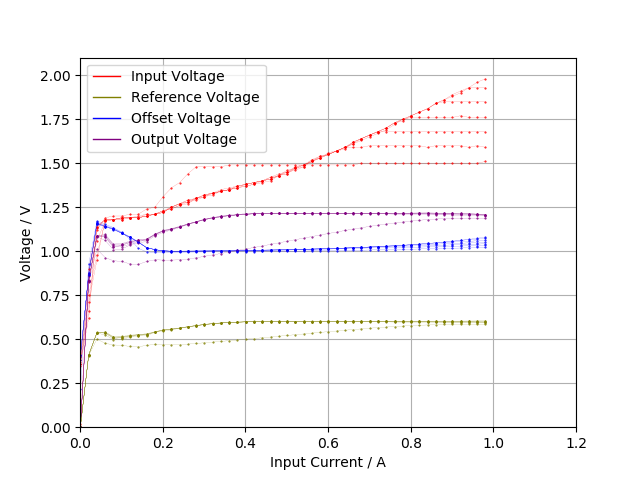 Input Voltage
Reference Voltage
Offset Voltage
Output Voltage
Voltage / V
2.00
1.75
1.50
1.25
1.00
0.75
0.50
0.25
0.00
0.0 0.2 0.4 0.6 0.8 1.0 1.2
Input Current / A